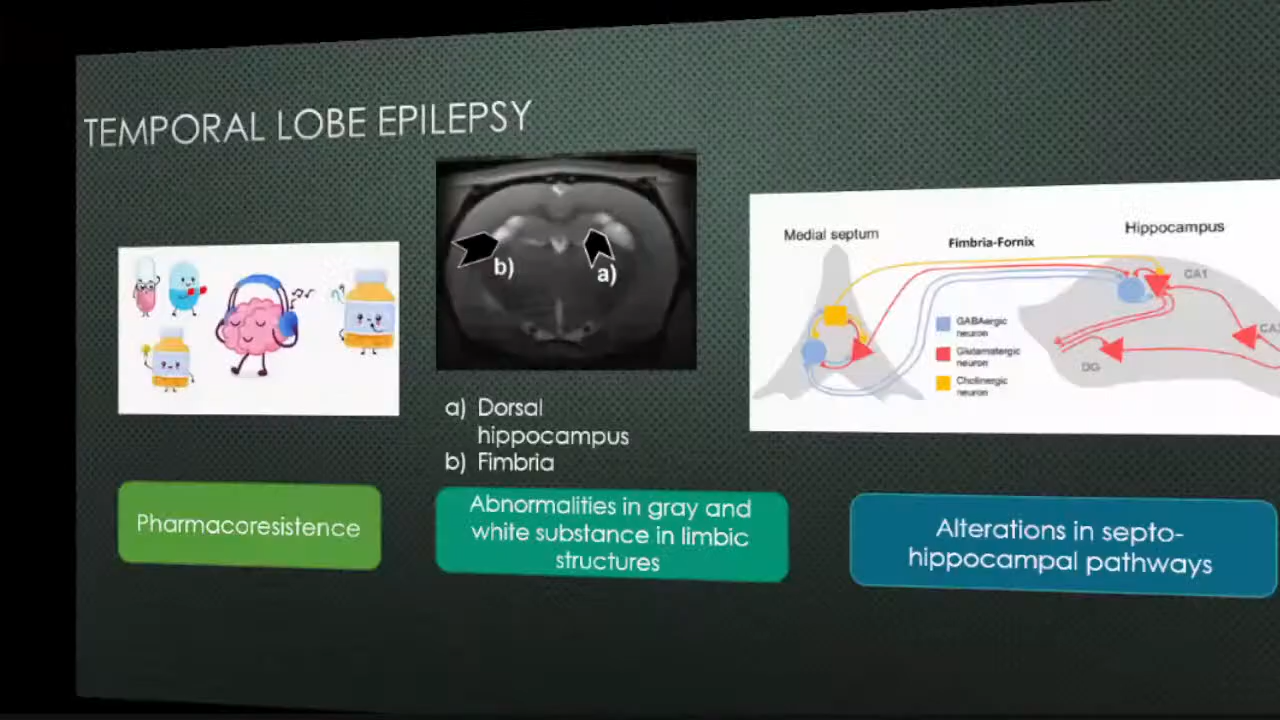 TEMPORAL LOBE EPILEPSY
b)
a)
a) Dorsal
hippocampus
b) Fimbria
Medial septum
Fimbria-Fornix
Hippocampus
CA1
GABAergic
neuron
Glutamatergic
neuron
Cholinergic
neuron
DG
Pharmacoresistence
Abnormalities in gray and
white substance in limbic
structures
Alterations in septo-
hippocampal pathways